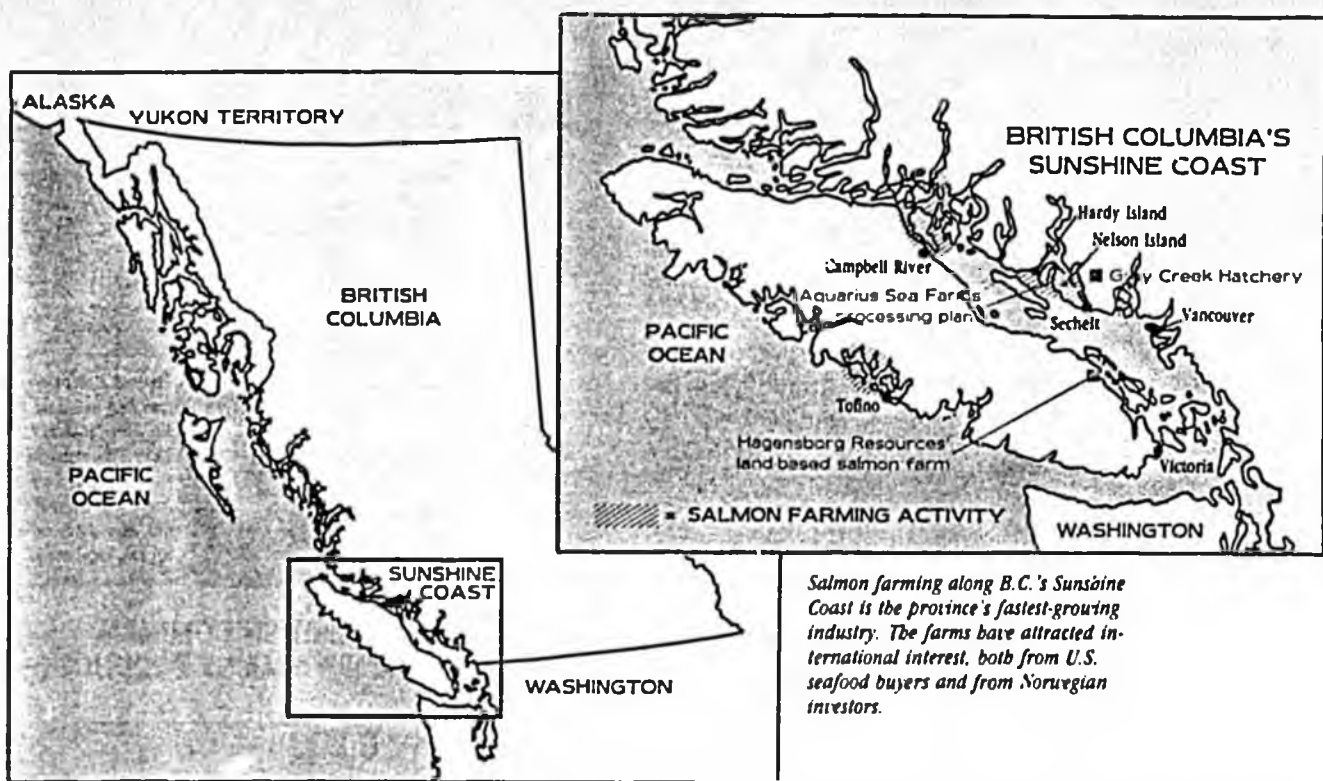 ALASKA
YUKON TERRITORY
BRITISH
COLUMBIA
PACIFIC
OCEAN
SUNSHINE
COAST
WASHINGTON
BRITISH COLUMBIA'S
SUNSHINE COAST
Hardy Island
Nelson Island
Creek Hatchery
Campbell River
Aquarius Sea Farms
processing plant
Sechelt
Vancouver
PACIFIC
OCEAN
Tofino
Hagensborg Resources'
land based salmon farm
Victoria
= SALMON FARMING ACTIVITY
WASHINGTON
Salmon farming along B.C.'s Sunshine
Coast is the province's fastest-growing
industry. The farms have attracted in-
ternational interest, both from U.S.
seafood buyers and from Norwegian
investors.